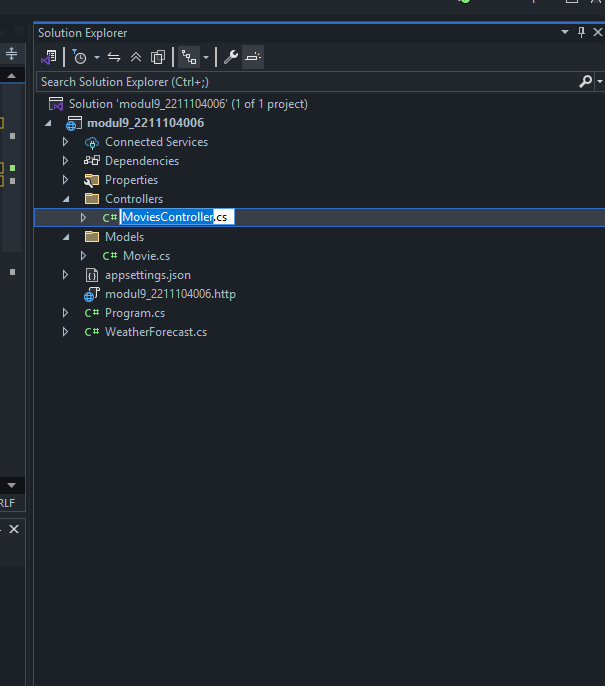 Solution Explorer
Search Solution Explorer (Ctrl+;)
Solution 'modul9_2211104006' (1 of 1 project)
modul9_2211104006
Connected Services
Dependencies
Properties
Controllers
C# MoviesController.cs
Models
C# Movie.cs
appsettings.json
modul9_2211104006.http
C# Program.cs
C# WeatherForecast.cs
RLF